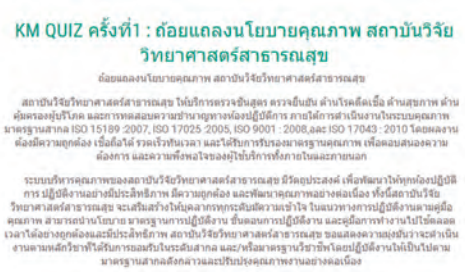 KM QUIZ ครั้งที่1 : ถ้อยแถลงนโยบายคุณภาพ สถาบันวิจัย
วิทยาศาสตร์สาธารณสุข
ถ้อยแถลงนโยบายคุณภาพ สถาบันวิจัยวิทยาศาสตร์สาธารณสุข
สถาบันวิจัยวิทยาศาสตร์สาธารณสุข ให้บริการตรวจชันสูตร ตรวจยืนยัน ด้านโรคติดเชื้อ ด้านสุขภาพ ด้าน
คุ้มครองผู้บริโภค และการทดสอบความชำนาญทางห้องปฏิบัติการ ภายใต้การดำเนินงานในระบบคุณภาพ
มาตรฐานสากล ISO 15189 :2007, ISO 17025 :2005, ISO 9001 : 2008,และ ISO 17043 : 2010 โดยผลงาน
ต้องมีความถูกต้อง เชื่อถือได้ รวดเร็วทันเวลา และได้รับการรับรองมาตรฐานคุณภาพ เพื่อตอบสนองความ
ต้องการ และความพึงพอใจของผู้ใช้บริการทั้งภายในและภายนอก
ระบบบริหารคุณภาพของสถาบันวิจัยวิทยาศาสตร์สาธารณสุข มีวัตถุประสงค์ เพื่อพัฒนาให้ทุกห้องปฏิบัติ
การ ปฏิบัติงานอย่างมีประสิทธิภาพ มีความถูกต้อง และพัฒนาคุณภาพอย่างต่อเนื่อง ทั้งนี้สถาบันวิจัย
วิทยาศาสตร์สาธารณสุข จะเสริมสร้างให้บุคลากรทุกระดับมีความเข้าใจ ในแนวทางการปฏิบัติงานตามคู่มือ
คุณภาพ สามารถนำนโยบาย มาตรฐานการปฏิบัติงาน ขั้นตอนการปฏิบัติงาน และคู่มือการทำงานไปใช้ตลอด
เวลาได้อย่างถูกต้องและมีประสิทธิภาพ สถาบันวิจัยวิทยาศาสตร์สาธารณสุข ขอแสดงความมุ่งมั่นว่าจะดำเนิน
งานตามหลักวิชาที่ได้รับการยอมรับในระดับสากล และ/หรือมาตรฐานวิชาชีพโดยปฏิบัติงานให้เป็นไปตาม
มาตรฐานสากลดังกล่าวและปรับปรุงคุณภาพงานอย่างต่อเนื่อง